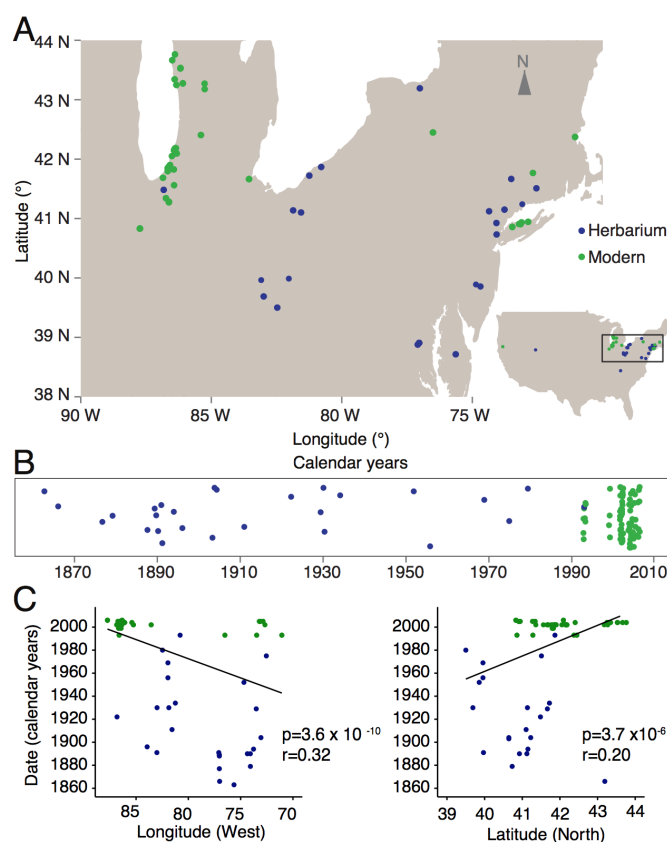 A
44 N
43 N
42 N
41 N
40 N
39 N
38 N
Latitude (°)
N
Herbarium
Modern
90 W
85 W
80 W
75 W
Longitude (°)
B
Calendar years
1870
1890
1910
1930
1950
1970
1990
2010
C
2000
1980
1960
1940
1920
1900
1880
1860
Date (calendar years)
p=3.6 x 10 -10
r=0.32
85
80
75
70
Longitude (West)
2000
1980
1960
1940
1920
1900
1880
1860
p=3.7 x10-6
r=0.20
39
40
41
42
43
44
Latitude (North)